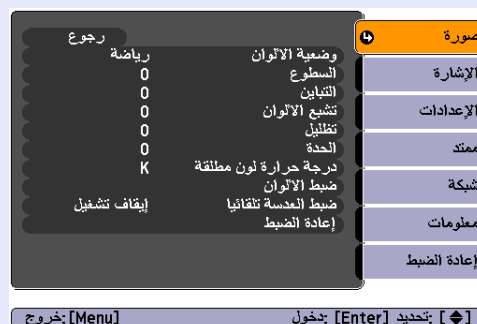 رجوع
وضعية الألوان رياضة
السطوع 0
التباين 0
تشبع الألوان 0
تظليل 0
الحدة 0
درجة حرارة لون مطلقة K
ضبط الألوان
ضبط العدسة تلقائيا إيقاف تشغيل
إعادة الضبط
صورة
الإشارة
الإعدادات
ممتد
شبكة
معلومات
إعادة الضبط
[◆]: تحديد [Enter]: دخول [Menu]: خروج